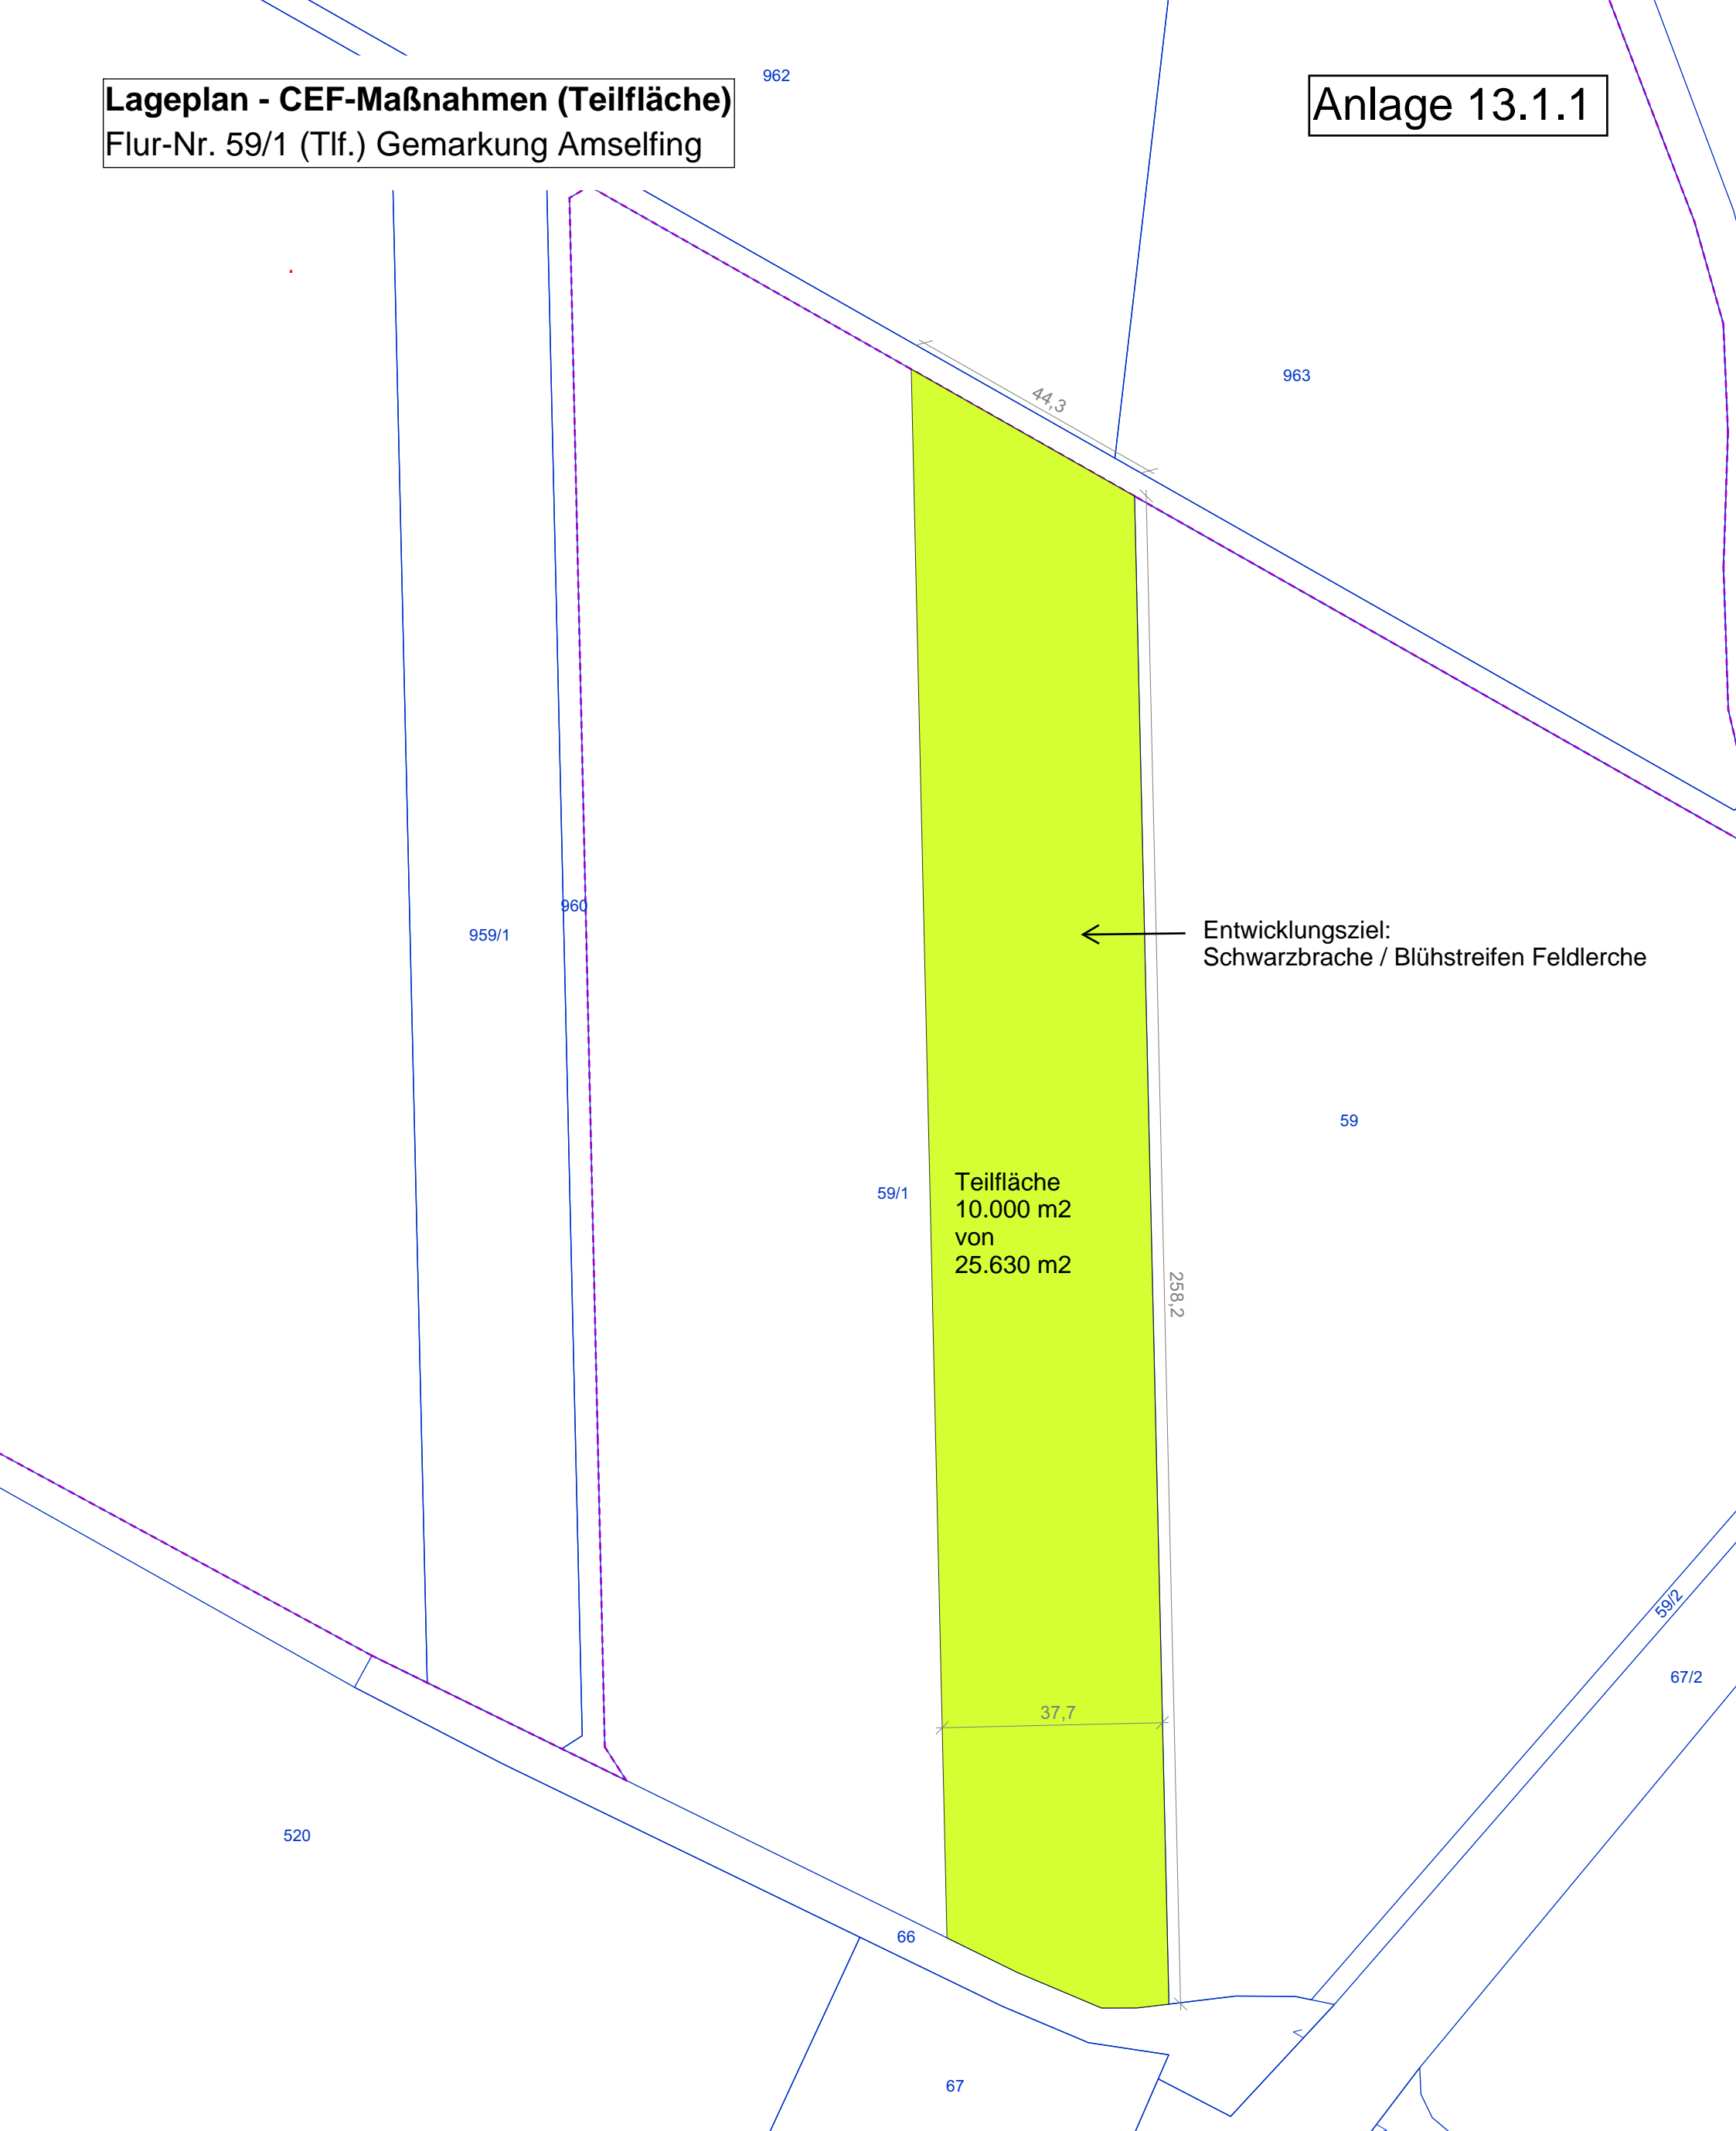 962
Lageplan - CEF-Maßnahmen (Teilfläche)
Flur-Nr. 59/1 (Tlf.) Gemarkung Amselfing
Anlage 13.1.1
963
44,3
960
959/1
Entwicklungsziel:
Schwarzbrache / Blühstreifen Feldlerche
59
59/1
Teilfläche
10.000 m2
von
25.630 m2
258,2
59/2
67/2
37,7
520
66
67